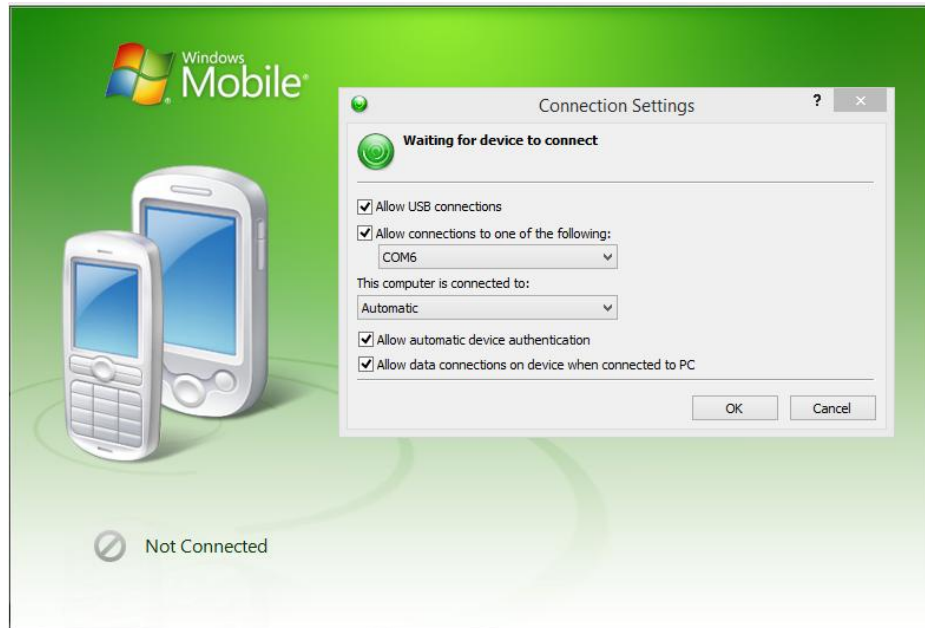 Windows
Mobile®
Connection Settings
?
Waiting for device to connect
Allow USB connections
Allow connections to one of the following:
COM6
This computer is connected to:
Automatic
Allow automatic device authentication
Allow data connections on device when connected to PC
OK Cancel
Not Connected